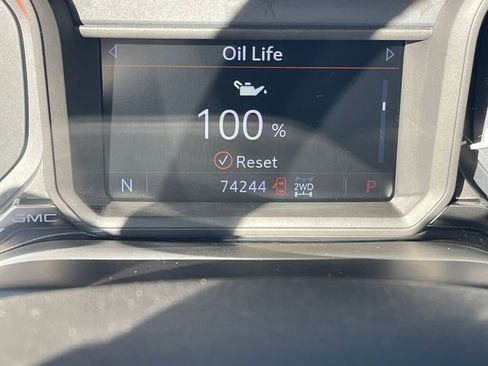 Oil Life
100 %
Reset
N 74244 2WD P
GMC